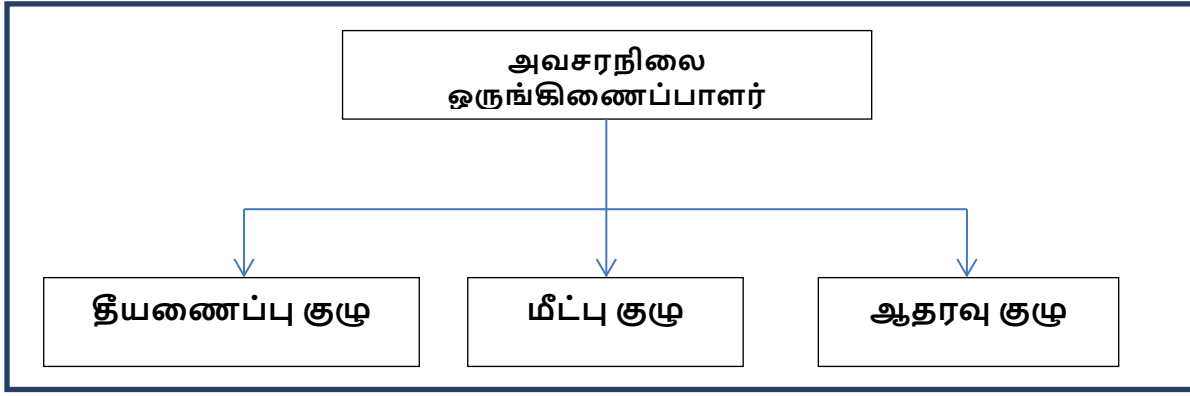 அவசரநிலை
ஒருங்கிணைப்பாளர்
தீயணைப்பு குழு
மீட்பு குழு
ஆதரவு குழு